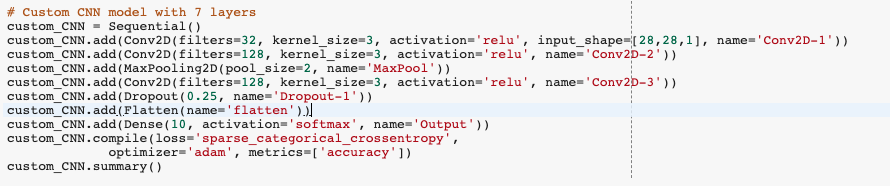 # Custom CNN model with 7 layers
custom_CNN = Sequential()
custom_CNN.add(Conv2D(filters=32, kernel_size=3, activation='relu', input_shape=[28,28,1], name='Conv2D-1'))
custom_CNN.add(Conv2D(filters=128, kernel_size=3, activation='relu', name='Conv2D-2'))
custom_CNN.add(MaxPooling2D(pool_size=2, name='MaxPool'))
custom_CNN.add(Conv2D(filters=128, kernel_size=3, activation='relu', name='Conv2D-3'))
custom_CNN.add(Dropout(0.25, name='Dropout-1'))
custom_CNN.add(Flatten(name='flatten'))
custom_CNN.add(Dense(10, activation='softmax', name='Output'))
custom_CNN.compile(loss='sparse_categorical_crossentropy',
optimizer='adam', metrics=['accuracy'])
custom_CNN.summary()